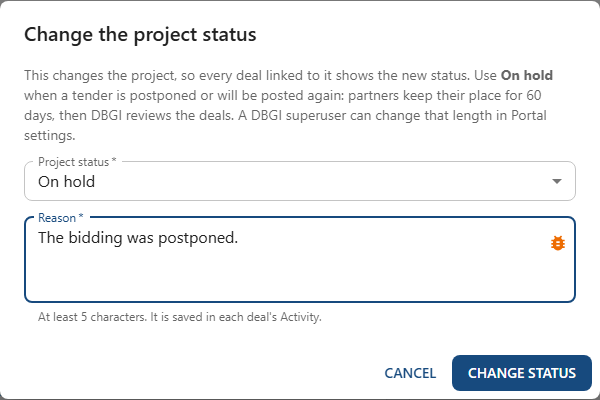 Change the project status
This changes the project, so every deal linked to it shows the new status. Use On hold
when a tender is postponed or will be posted again: partners keep their place for 60
days, then DBGI reviews the deals. A DBGI superuser can change that length in Portal
settings.
Project status *
On hold
Reason *
The bidding was postponed.
At least 5 characters. It is saved in each deal's Activity.
CANCEL
CHANGE STATUS